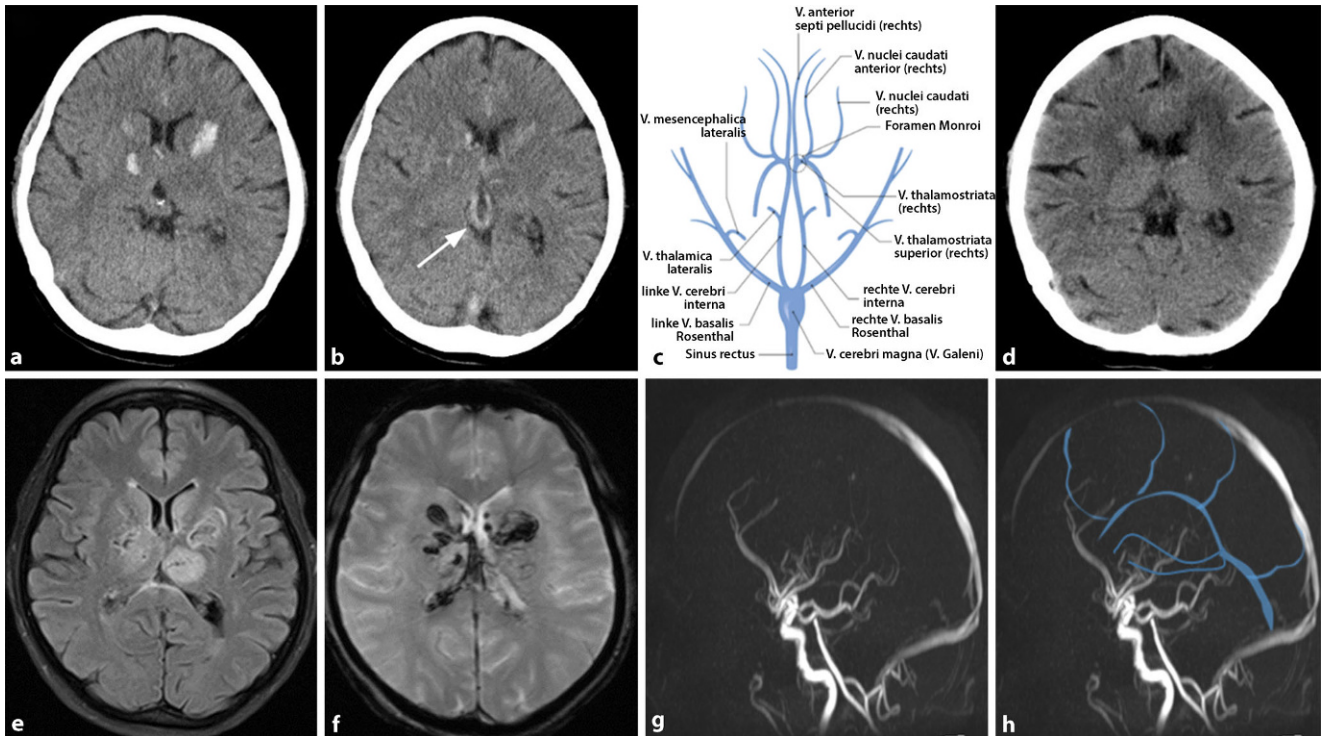 a
b
V. anterior
septi pellucidi (rechts)
V. nuclei caudati
anterior (rechts)
V. nuclei caudati
(rechts)
V. mesencephalica
lateralis
Foramen Monroi
V. thalamostriata
(rechts)
V. thalamostriata
superior (rechts)
V. thalamica
lateralis
linke V. cerebri
interna
rechte V. cerebri
interna
linke V. basalis
Rosenthal
rechte V. basalis
Rosenthal
Sinus rectus
V. cerebri magna (V. Galeni)
c
d
e
f
g
h